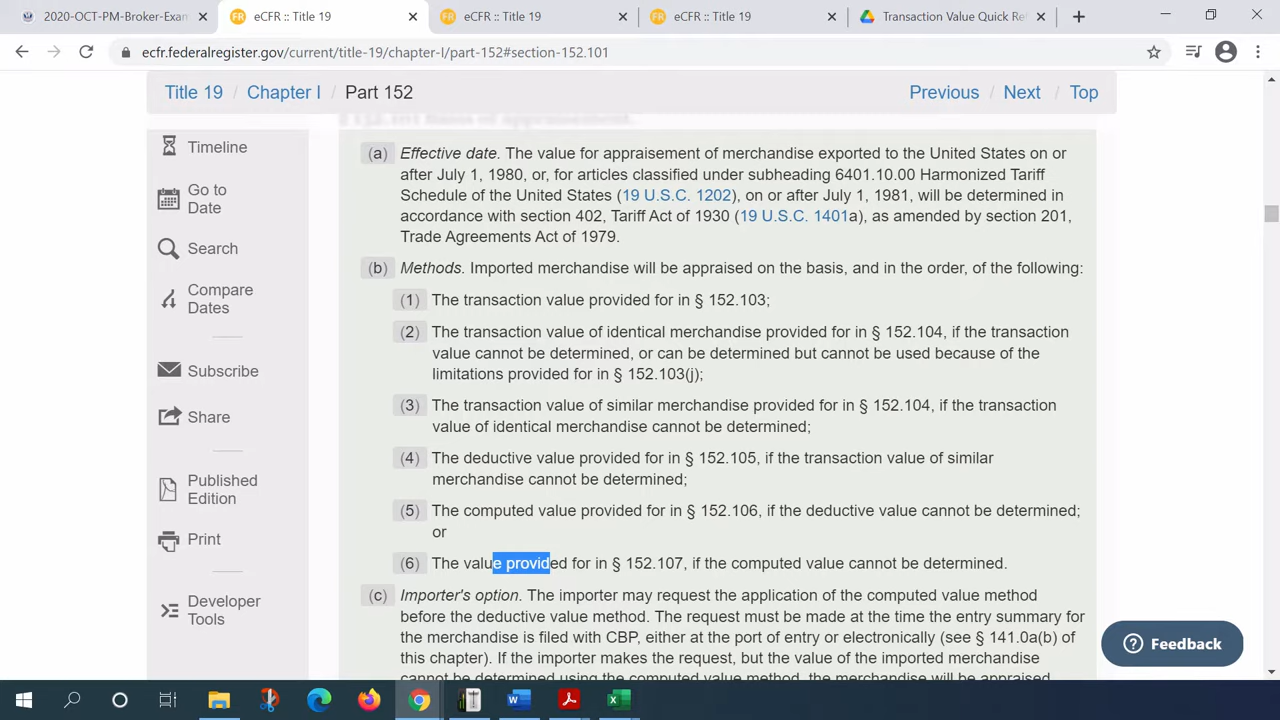 2020-OCT-PM-Broker-Exam
eCFR :: Title 19
eCFR :: Title 19
eCFR :: Title 19
Transaction Value Quick Re
ecfr.federalregister.gov/current/title-19/chapter-I/part-152#section-152.101
Title 19 / Chapter I / Part 152
Previous / Next / Top
Timeline
Go to
Date
Search
Compare
Dates
Subscribe
Share
Published
Edition
Print
Developer
Tools
(a) Effective date. The value for appraisement of merchandise exported to the United States on or
after July 1, 1980, or, for articles classified under subheading 6401.10.00 Harmonized Tariff
Schedule of the United States (19 U.S.C. 1202), on or after July 1, 1981, will be determined in
accordance with section 402, Tariff Act of 1930 (19 U.S.C. 1401a), as amended by section 201,
Trade Agreements Act of 1979.
(b) Methods. Imported merchandise will be appraised on the basis, and in the order, of the following:
(1) The transaction value provided for in § 152.103;
(2) The transaction value of identical merchandise provided for in § 152.104, if the transaction
value cannot be determined, or can be determined but cannot be used because of the
limitations provided for in § 152.103(j);
(3) The transaction value of similar merchandise provided for in § 152.104, if the transaction
value of identical merchandise cannot be determined;
(4) The deductive value provided for in § 152.105, if the transaction value of similar
merchandise cannot be determined;
(5) The computed value provided for in § 152.106, if the deductive value cannot be determined;
or
(6) The value provided for in § 152.107, if the computed value cannot be determined.
(c) Importer's option. The importer may request the application of the computed value method
before the deductive value method. The request must be made at the time the entry summary for
the merchandise is filed with CBP, either at the port of entry or electronically (see § 141.0a(b) of
this chapter). If the importer makes the request, but the value of the imported merchandise
cannot be determined using the computed value method, the merchandise will be appraised
Feedback